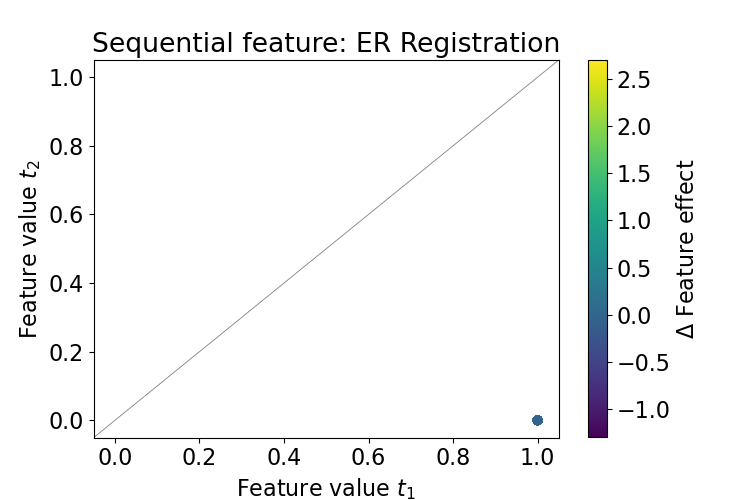 Sequential feature: ER Registration
1.0
0.8
0.6
0.4
0.2
0.0
Feature value t₂
0.0 0.2 0.4 0.6 0.8 1.0
Feature value t₁
2.5
2.0
1.5
1.0
0.5
0.0
−0.5
−1.0
Δ Feature effect